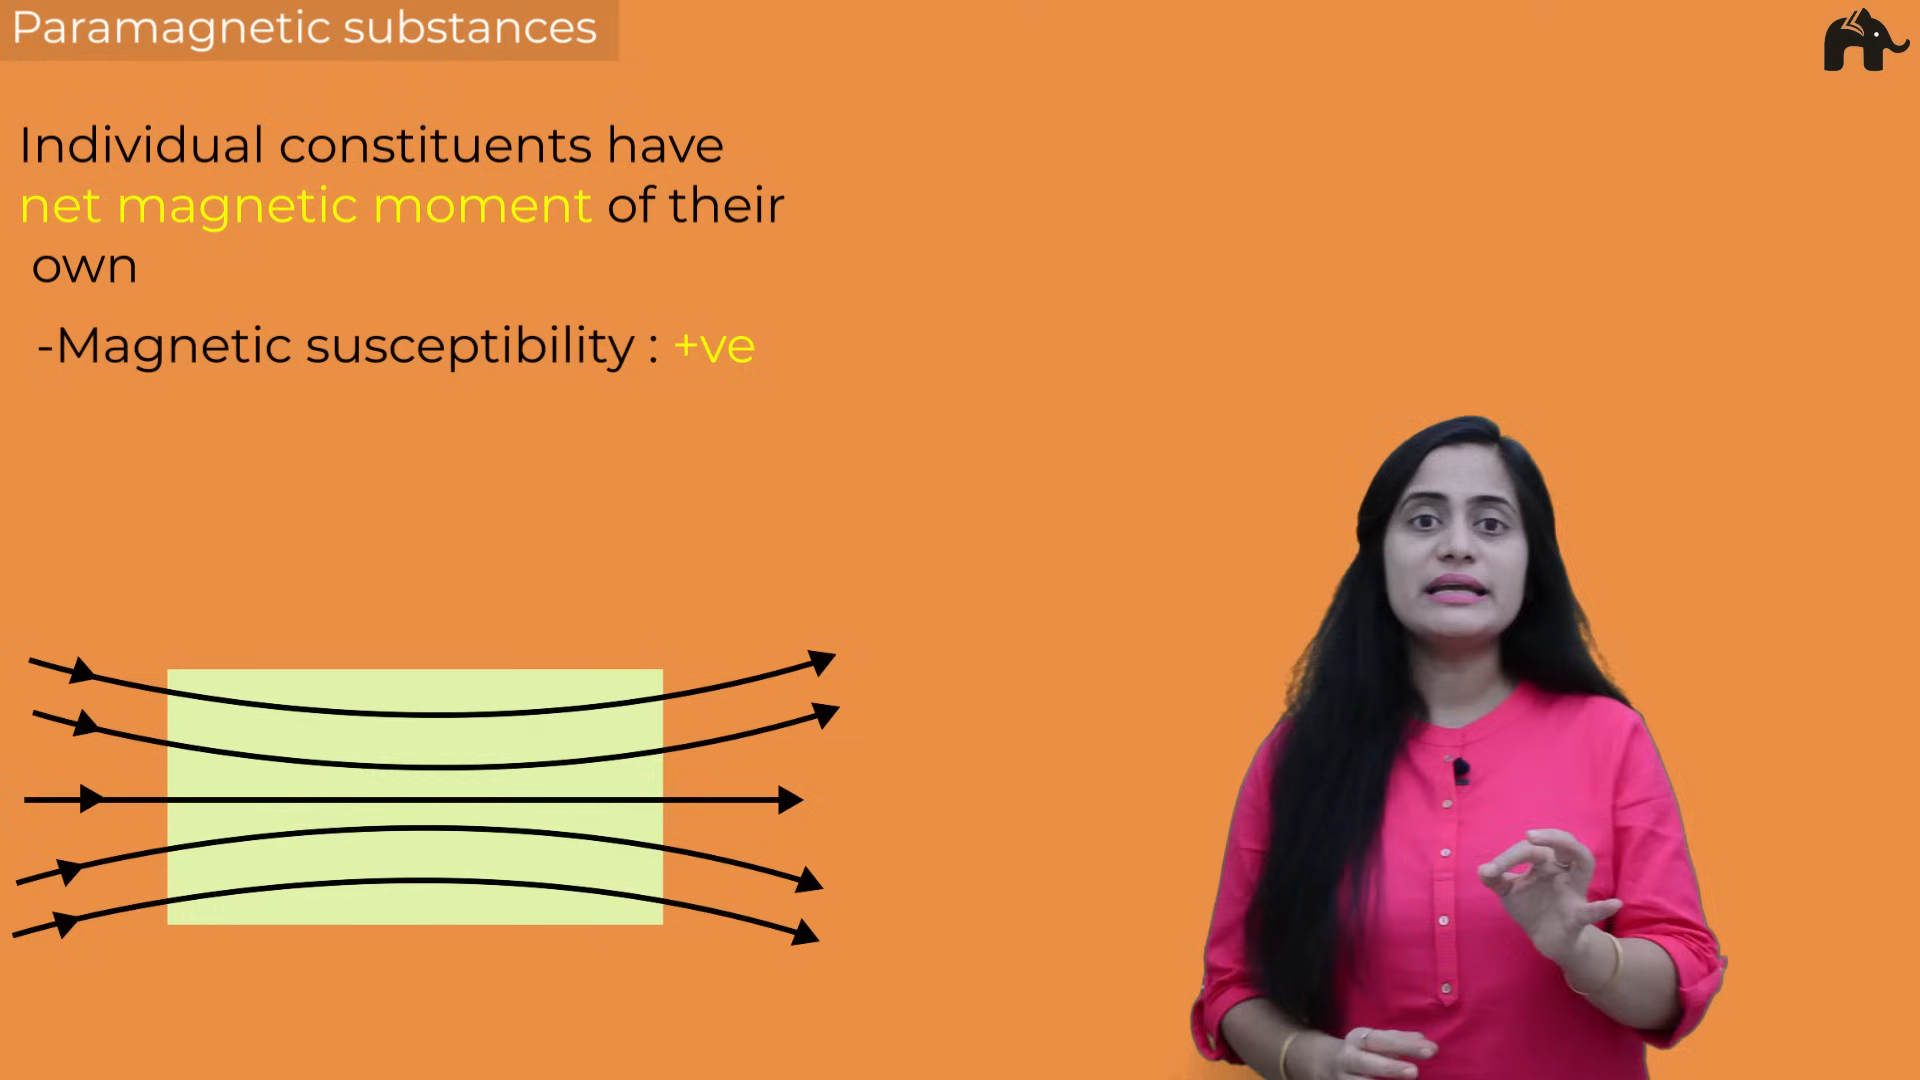 Paramagnetic substances
Individual constituents have
net magnetic moment of their
own
-Magnetic susceptibility : +ve